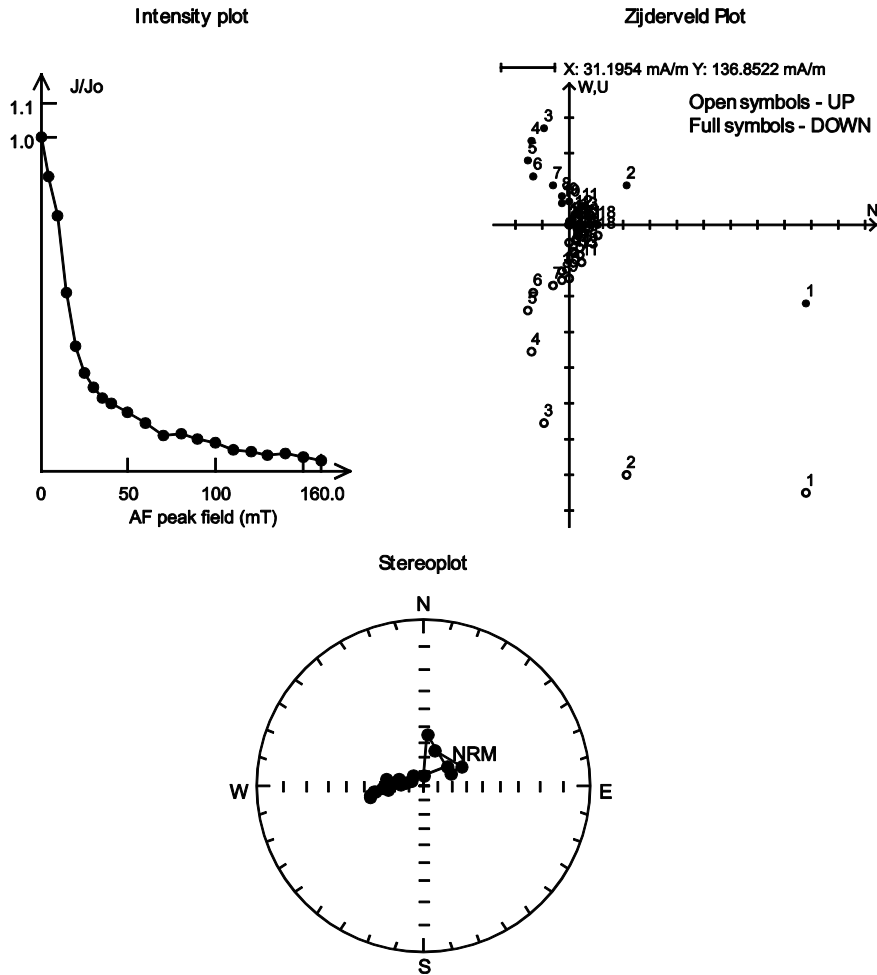 Intensity plot
J/Jo
1.1
1.0
0 50 100 160.0
AF peak field (mT)
Zijderveld Plot
X: 31.1954 mA/m Y: 136.8522 mA/m
W,U
Open symbols - UP
Full symbols - DOWN
N
3
4
5
6
7
2
1
6
5
4
3
2
1
Stereoplot
N
NRM
W
E
S